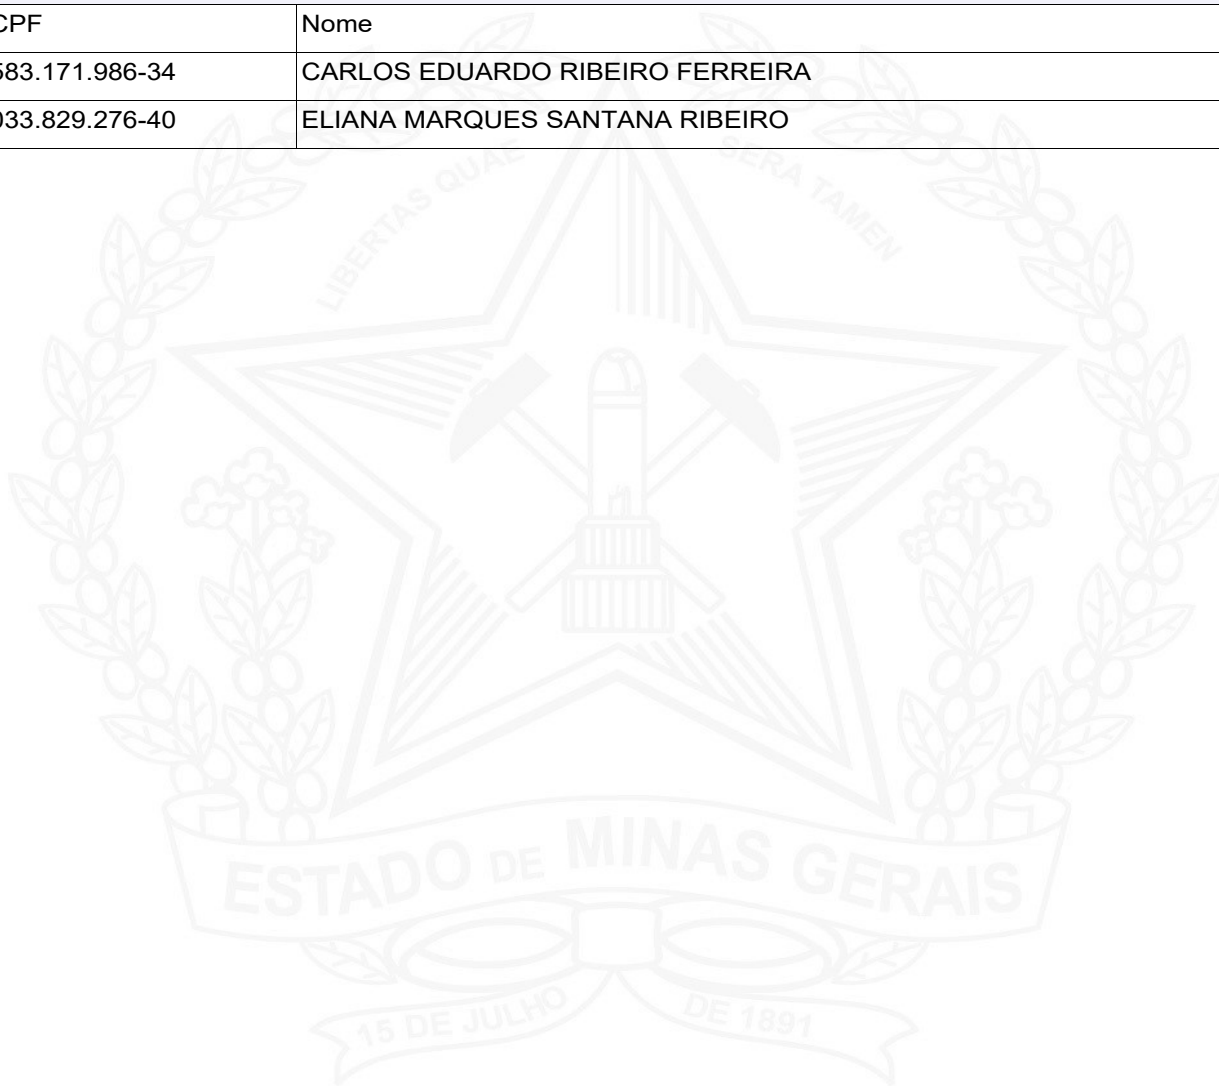 CPF Nome
583.171.986-34 CARLOS EDUARDO RIBEIRO FERREIRA
033.829.276-40 ELIANA MARQUES SANTANA RIBEIRO
LIBERTAS QUAE SERA TAMEN
ESTADO DE MINAS GERAIS
15 DE JULHO DE 1891